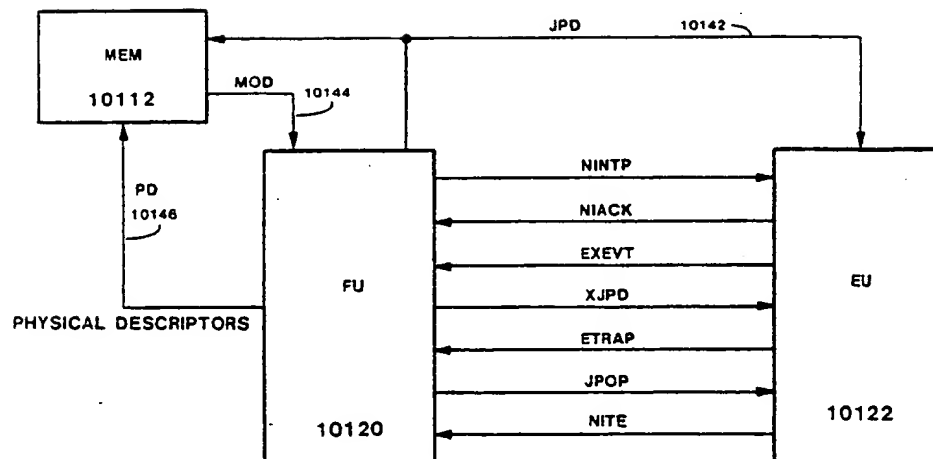 JPD
10142
MEM
10112
MOD
10144
PD
10146
PHYSICAL DESCRIPTORS
NINTP
NIACK
EXEVT
XJPD
ETRAP
JPOP
NITE
FU
10120
EU
10122